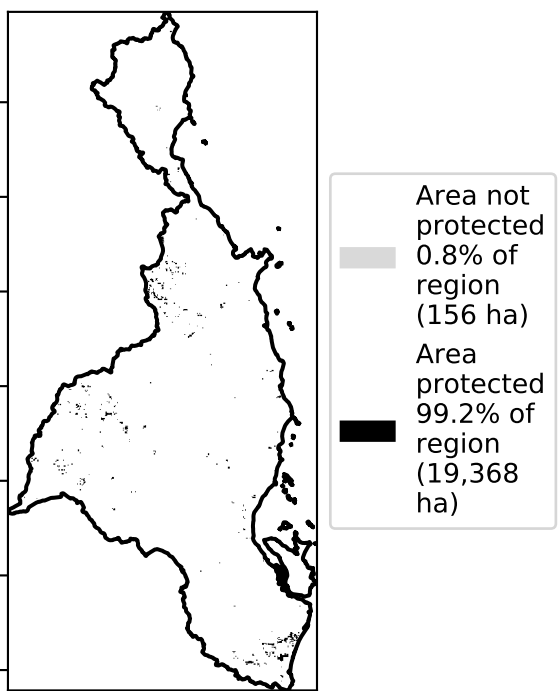 Area not
protected
0.8% of
region
(156 ha)
Area
protected
99.2% of
region
(19,368
ha)